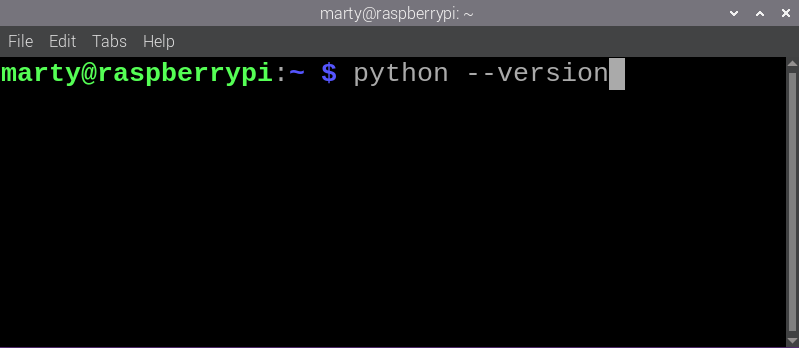 marty@raspberrypi: ~
File Edit Tabs Help
marty@raspberrypi:~ $ python --version